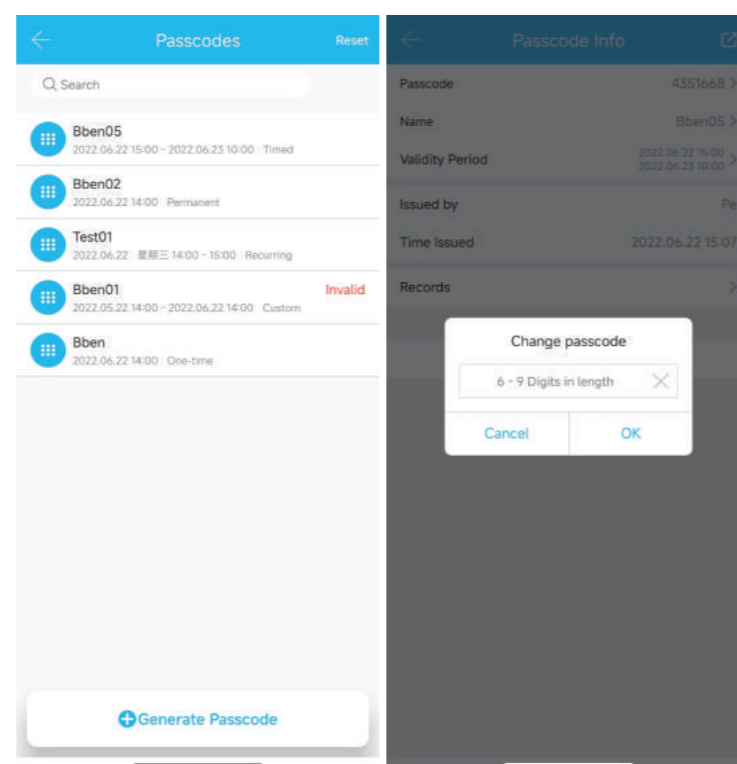 Passcodes
Reset
Search
Bben05
2022.06.22 15:00 - 2022.06.23 10:00 Timed
Bben02
2022.06.22 14:00 Permanent
Test01
2022.06.22 星期三 14:00 - 15:00 Recurring
Bben01
Invalid
2022.05.22 14:00 - 2022.06.22 14:00 Custom
Bben
2022.06.22 14:00 One-time
Generate Passcode
Passcode Info
Passcode
4351668
Name
Bben05
Validity Period
2022.06.22 15:00
2022.06.23 10:00
Issued by
Pe
Time Issued
2022.06.22 15:07
Records
Change passcode
6 - 9 Digits in length
Cancel
OK